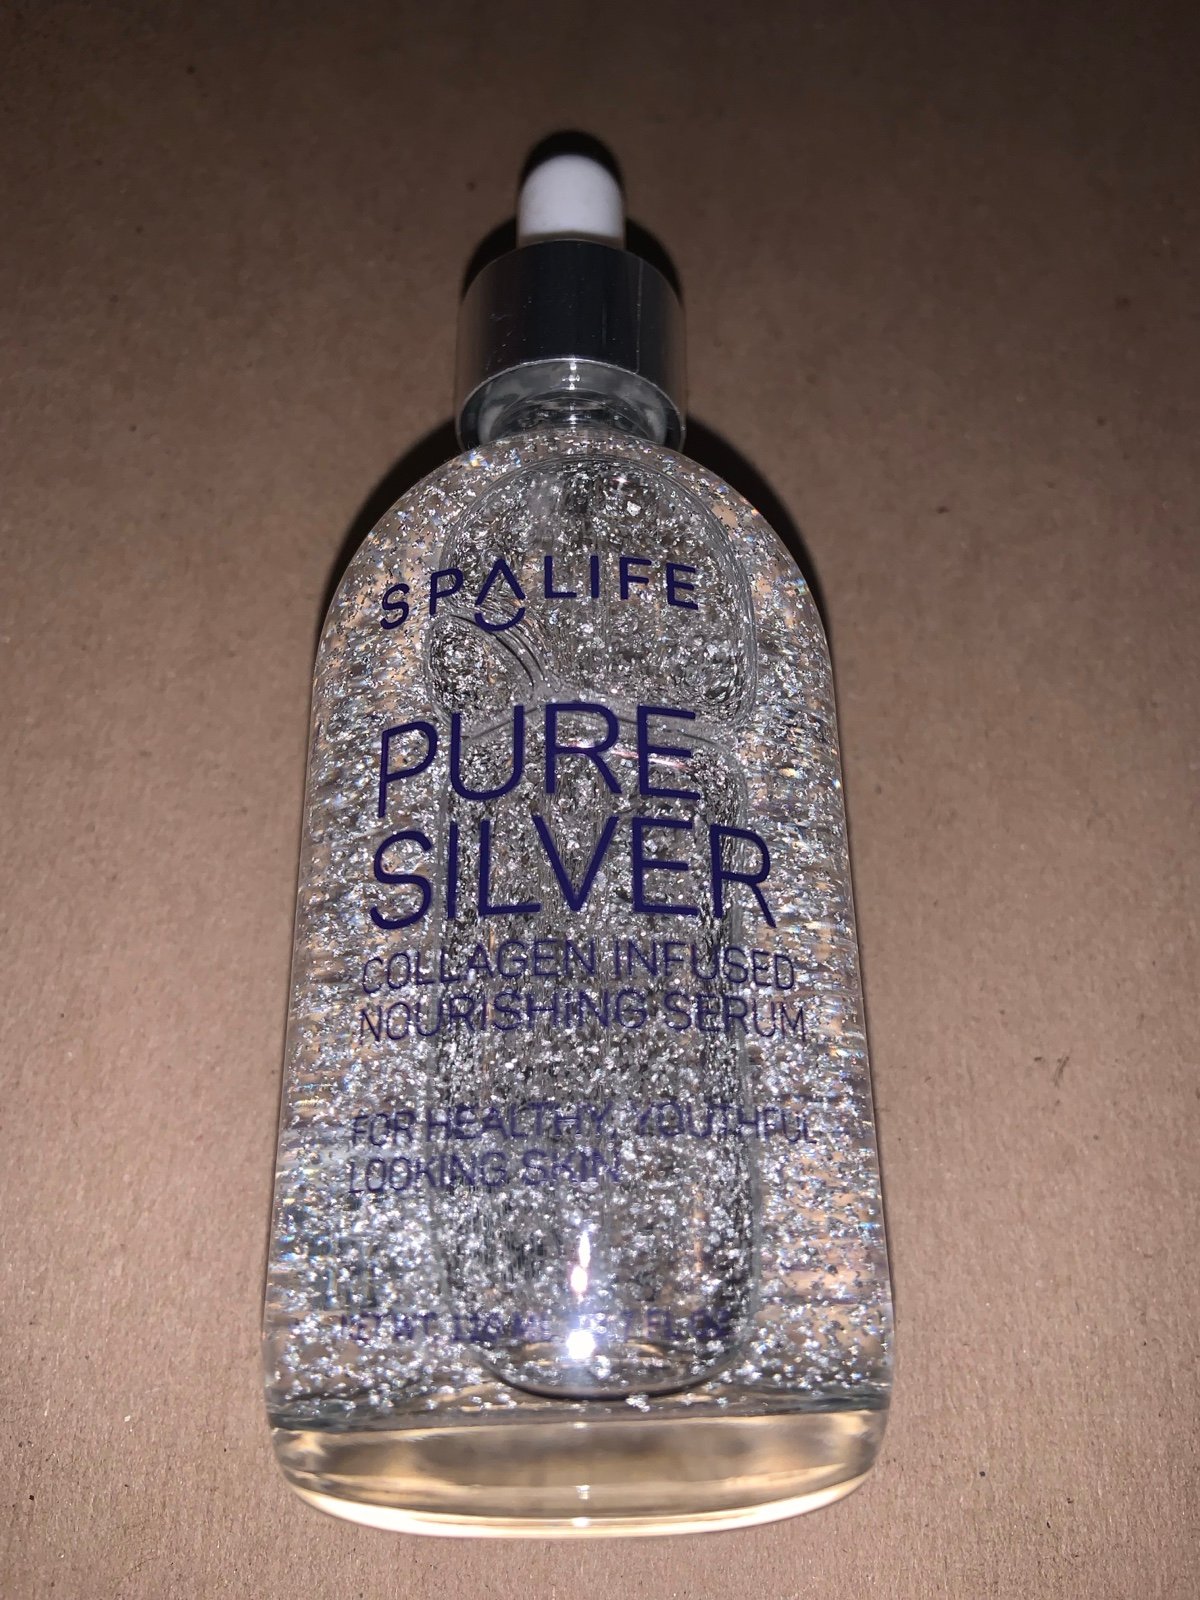 SPALIFE
PURE
SILVER
COLLAGEN INFUSED
NOURISHING SERUM
FOR HEALTHY, YOUTHFUL
LOOKING SKIN